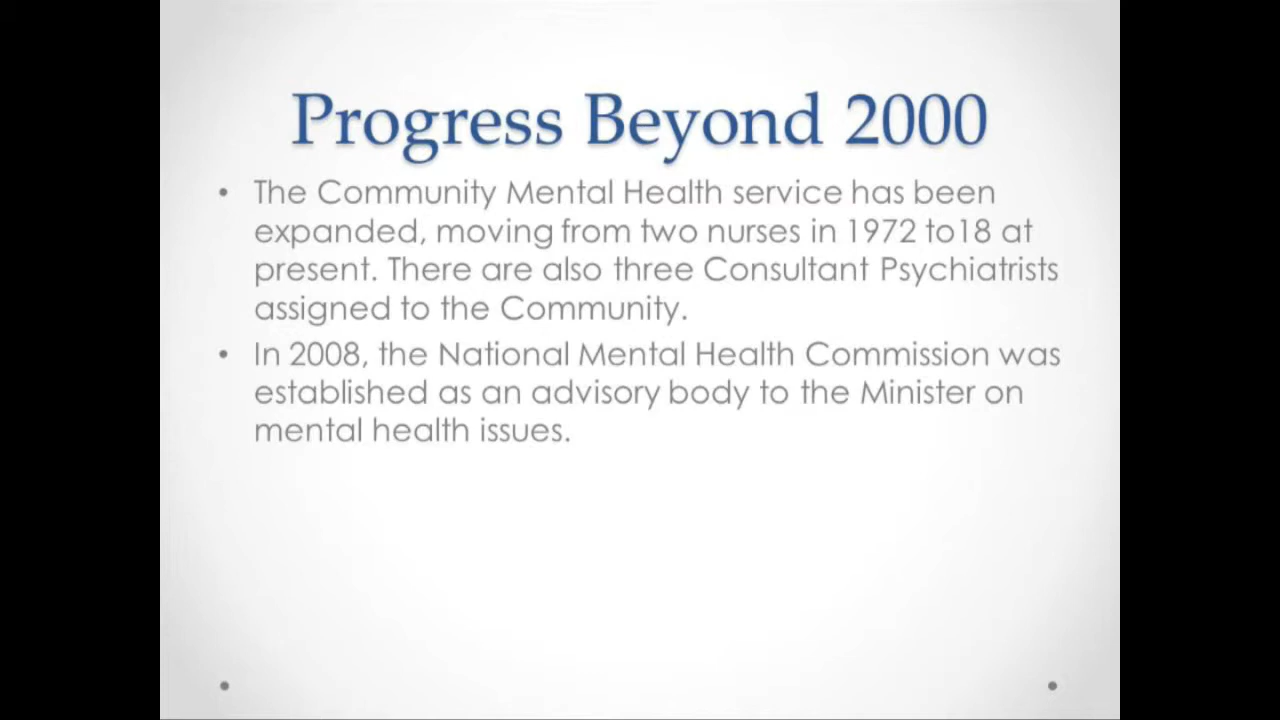 Progress Beyond 2000
• The Community Mental Health service has been
expanded, moving from two nurses in 1972 to18 at
present. There are also three Consultant Psychiatrists
assigned to the Community.
• In 2008, the National Mental Health Commission was
established as an advisory body to the Minister on
mental health issues.